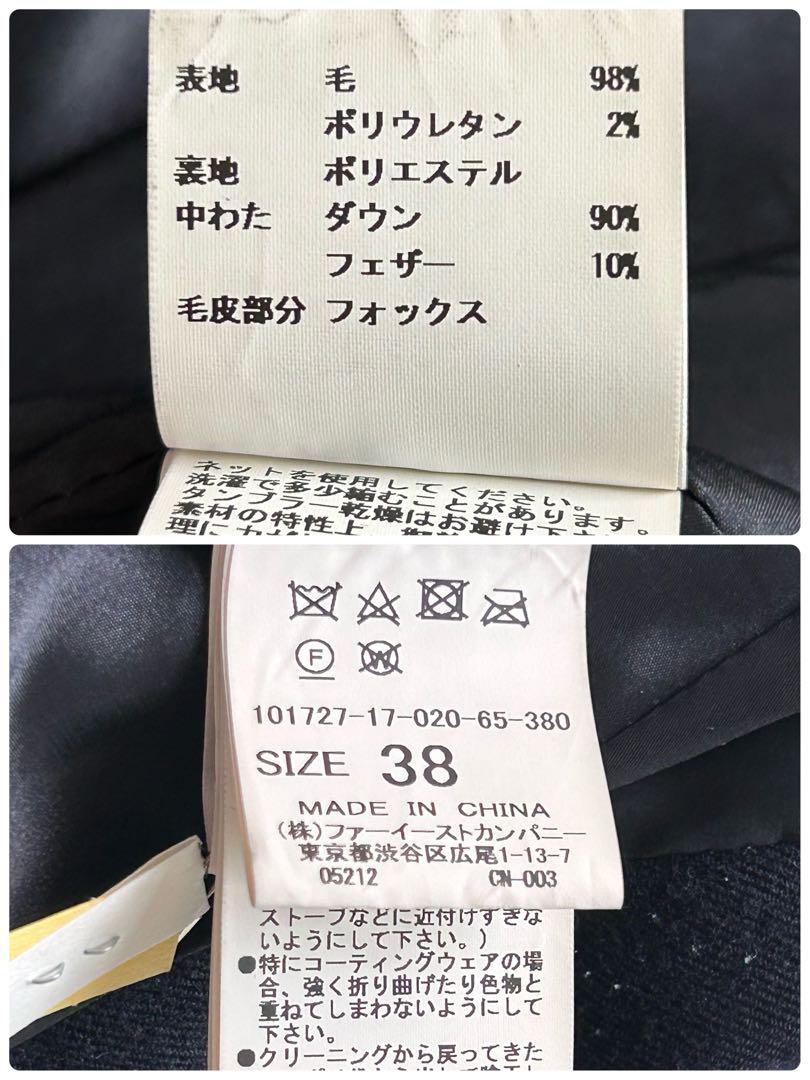 表地 毛 98%
ポリウレタン 2%
裏地 ポリエステル
中わた ダウン 90%
フェザー 10%
毛皮部分 フォックス
ネットを使用してください。
洗濯で多少縮むことがあります。
タンブラー乾燥はお避け下さ
素材の特性上、
理に
F
W
101727-17-020-65-380
SIZE 38
MADE IN CHINA
(株)ファーイーストカンパニー
東京都渋谷区広尾1-13-7
05212 CN-003
ストーブなどに近付けすぎな
いようにして下さい。)
●特にコーティングウェアの場
合、強く折り曲げたり色物と
重ねてしまわないようにして
下さい。
●クリーニングから戻ってきた